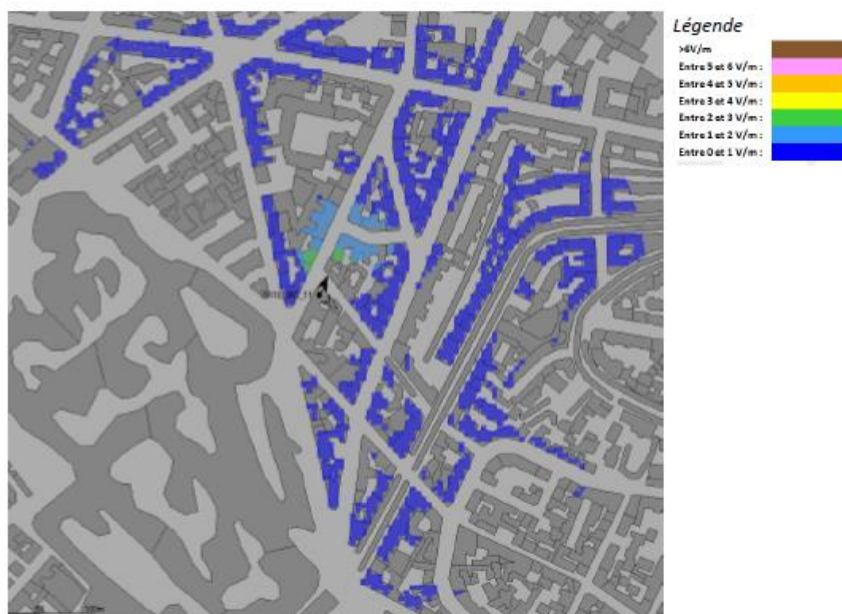 Légende
>6V/m
Entre 5 et 6 V/m :
Entre 4 et 5 V/m :
Entre 3 et 4 V/m :
Entre 2 et 3 V/m :
Entre 1 et 2 V/m :
Entre 0 et 1 V/m :